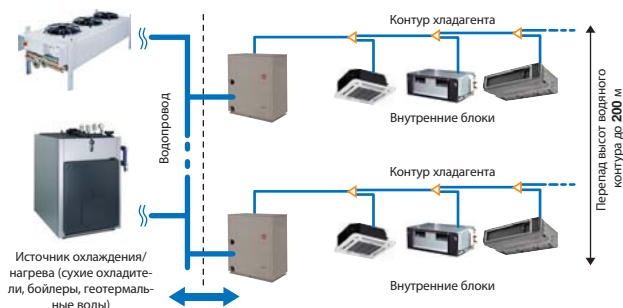 Контур хладагента
Водопровод
Внутренние блоки
Контур хладагента
Внутренние блоки
Перепад высот водяного
контура до 200 м
Источник охлаждения/
нагрева (сухие охладите-
ли, бойлеры, геотермаль-
ные воды)